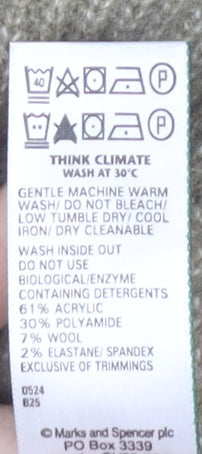 40 P
P
THINK CLIMATE
WASH AT 30°C
GENTLE MACHINE WARM
WASH/ DO NOT BLEACH/
LOW TUMBLE DRY/ COOL
IRON/ DRY CLEANABLE
WASH INSIDE OUT
DO NOT USE
BIOLOGICAL/ENZYME
CONTAINING DETERGENTS
61% ACRYLIC
30% POLYAMIDE
7% WOOL
2% ELASTANE/ SPANDEX
EXCLUSIVE OF TRIMMINGS
0524
B25
© Marks and Spencer plc
PO Box 3339